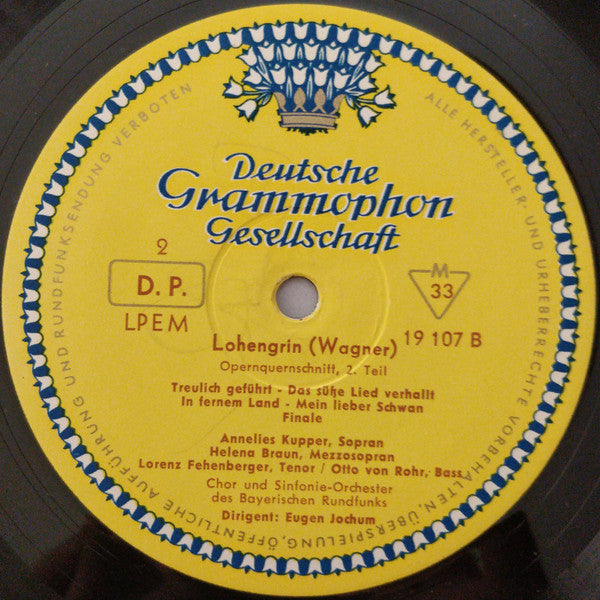 Deutsche
Grammophon
Gesellschaft
2
D. P.
LPEM
M
33
19 107 B
Lohengrin (Wagner)
Opernquernschnitt, 2. Teil
Treulich geführt - Das süße Lied verhallt
In fernem Land - Mein lieber Schwan
Finale
Annelies Kupper, Sopran
Helena Braun, Mezzosopran
Lorenz Fehenberger, Tenor / Otto von Rohr, Bass
Chor und Sinfonie-Orchester
des Bayerischen Rundfunks
Dirigent: Eugen Jochum
ALLE HERSTELLER- UND URHEBERRECHTE VORBEHALTEN, ÜBERSPIELUNG, ÖFFENTLICHE AUFFÜHRUNG UND RUNDFUNKSENDUNG VERBOTEN